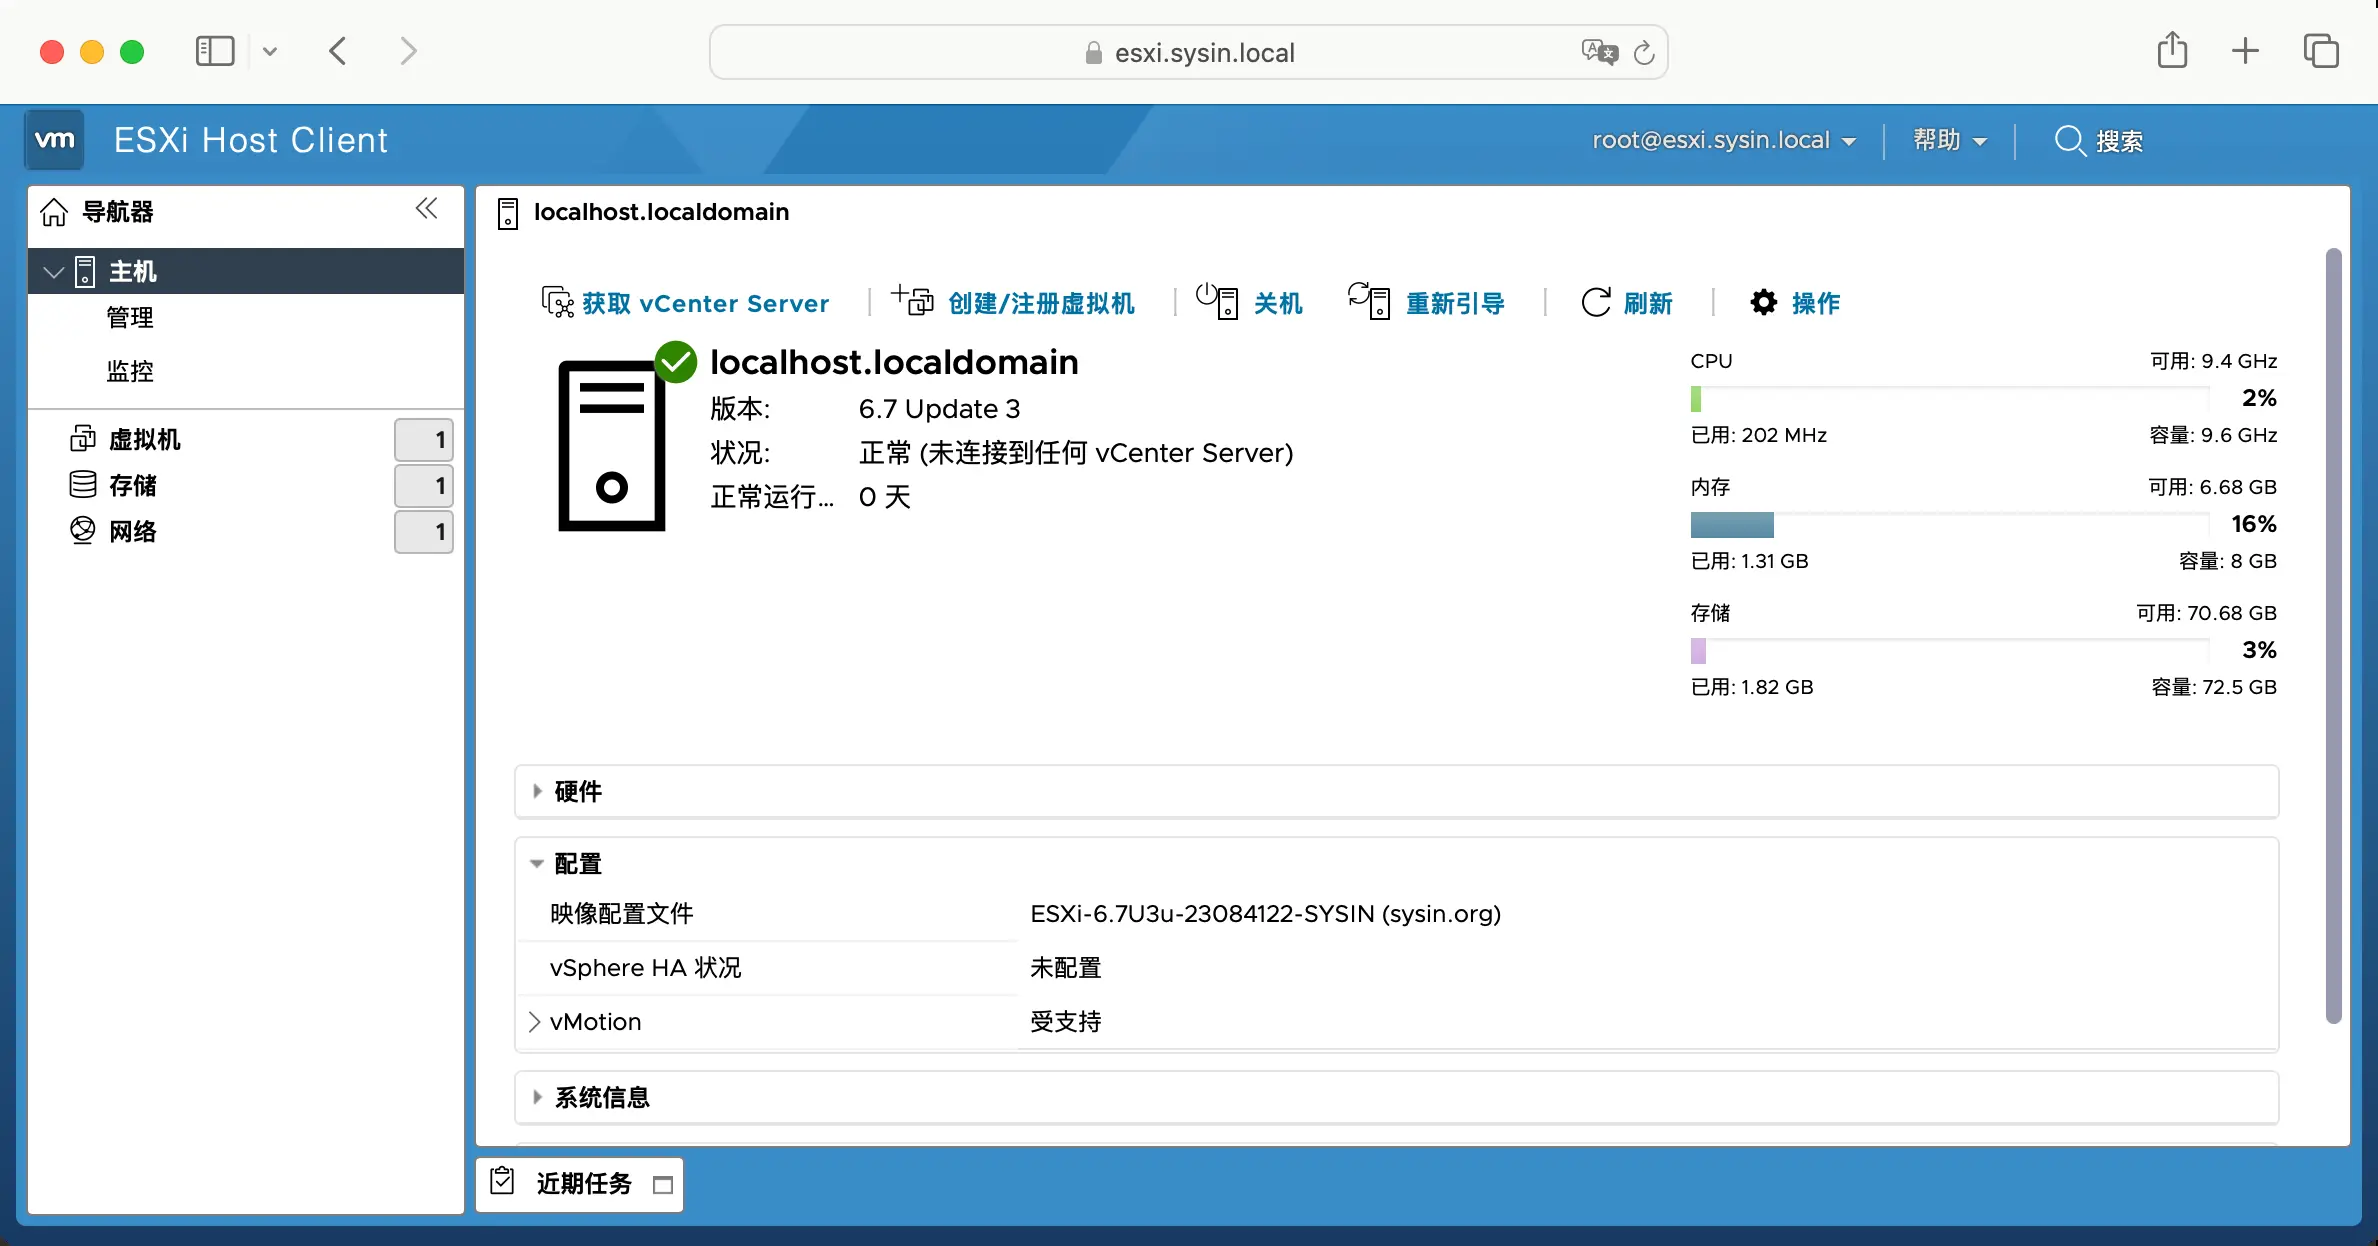 esxi.sysin.local
vm ESXi Host Client
root@esxi.sysin.local
帮助
搜索
导航器
主机
管理
监控
虚拟机 1
存储 1
网络 1
localhost.localdomain
获取 vCenter Server
创建/注册虚拟机
关机
重新引导
刷新
操作
localhost.localdomain
版本: 6.7 Update 3
状况: 正常 (未连接到任何 vCenter Server)
正常运行... 0 天
CPU 可用: 9.4 GHz
2%
已用: 202 MHz 容量: 9.6 GHz
内存 可用: 6.68 GB
16%
已用: 1.31 GB 容量: 8 GB
存储 可用: 70.68 GB
3%
已用: 1.82 GB 容量: 72.5 GB
硬件
配置
映像配置文件 ESXi-6.7U3u-23084122-SYSIN (sysin.org)
vSphere HA 状况 未配置
vMotion 受支持
系统信息
近期任务